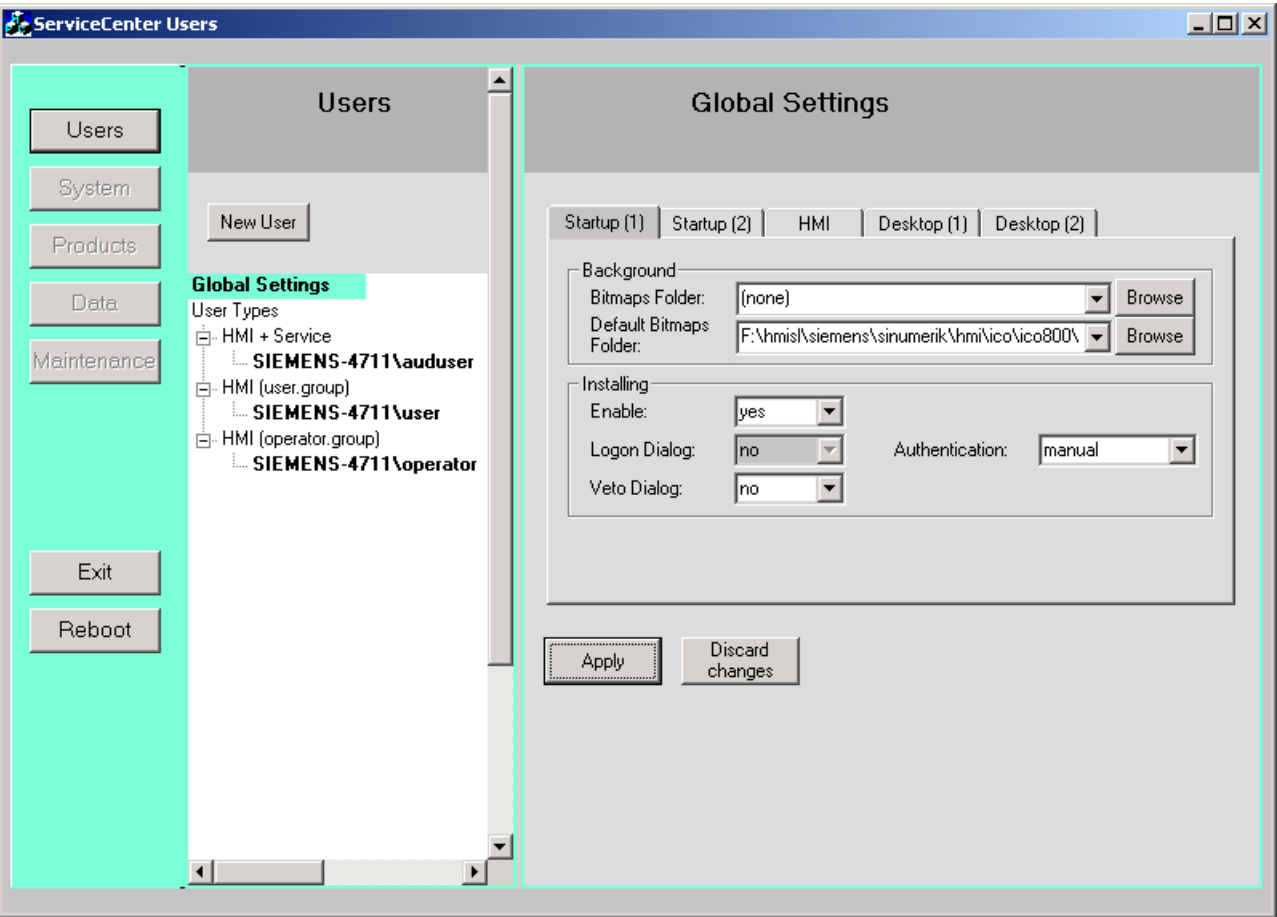 ServiceCenter Users
Users
System
Products
Data
Maintenance
Exit
Reboot
Users
New User
Global Settings
User Types
HMI + Service
SIEMENS-4711\auduser
HMI (user.group)
SIEMENS-4711\user
HMI (operator.group)
SIEMENS-4711\operator
Global Settings
Startup (1) Startup (2) HMI Desktop (1) Desktop (2)
Background
Bitmaps Folder: (none) Browse
Default Bitmaps
Folder: F:\hmisl\siemens\sinumerik\hmi\ico\ico800\ Browse
Installing
Enable: yes
Logon Dialog: no Authentication: manual
Veto Dialog: no
Apply
Discard
changes